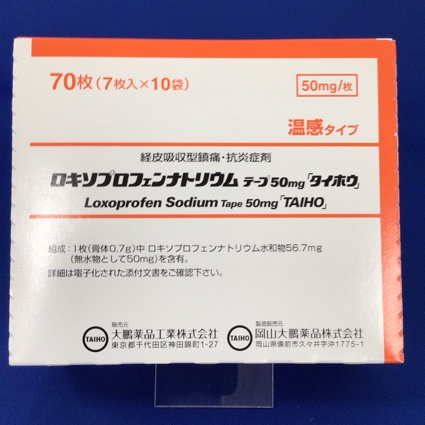 70枚(7枚入×10袋)
50mg/枚
温感タイプ
経皮吸収型鎮痛・抗炎症剤
ロキソプロフェンナトリウム テープ50mg「タイホウ」
Loxoprofen Sodium Tape 50mg「TAIHO」
組成:1枚(膏体0.7g)中 ロキソプロフェンナトリウム水和物56.7mg
(無水物として50mg)を含有。
詳細は電子化された添付文書をご確認下さい。
TAIHO
販売元
大鵬薬品工業株式会社
東京都千代田区神田錦町1-27
TAIHO
製造販売元
岡山大鵬薬品株式会社
岡山県備前市久々井字沖1775-1